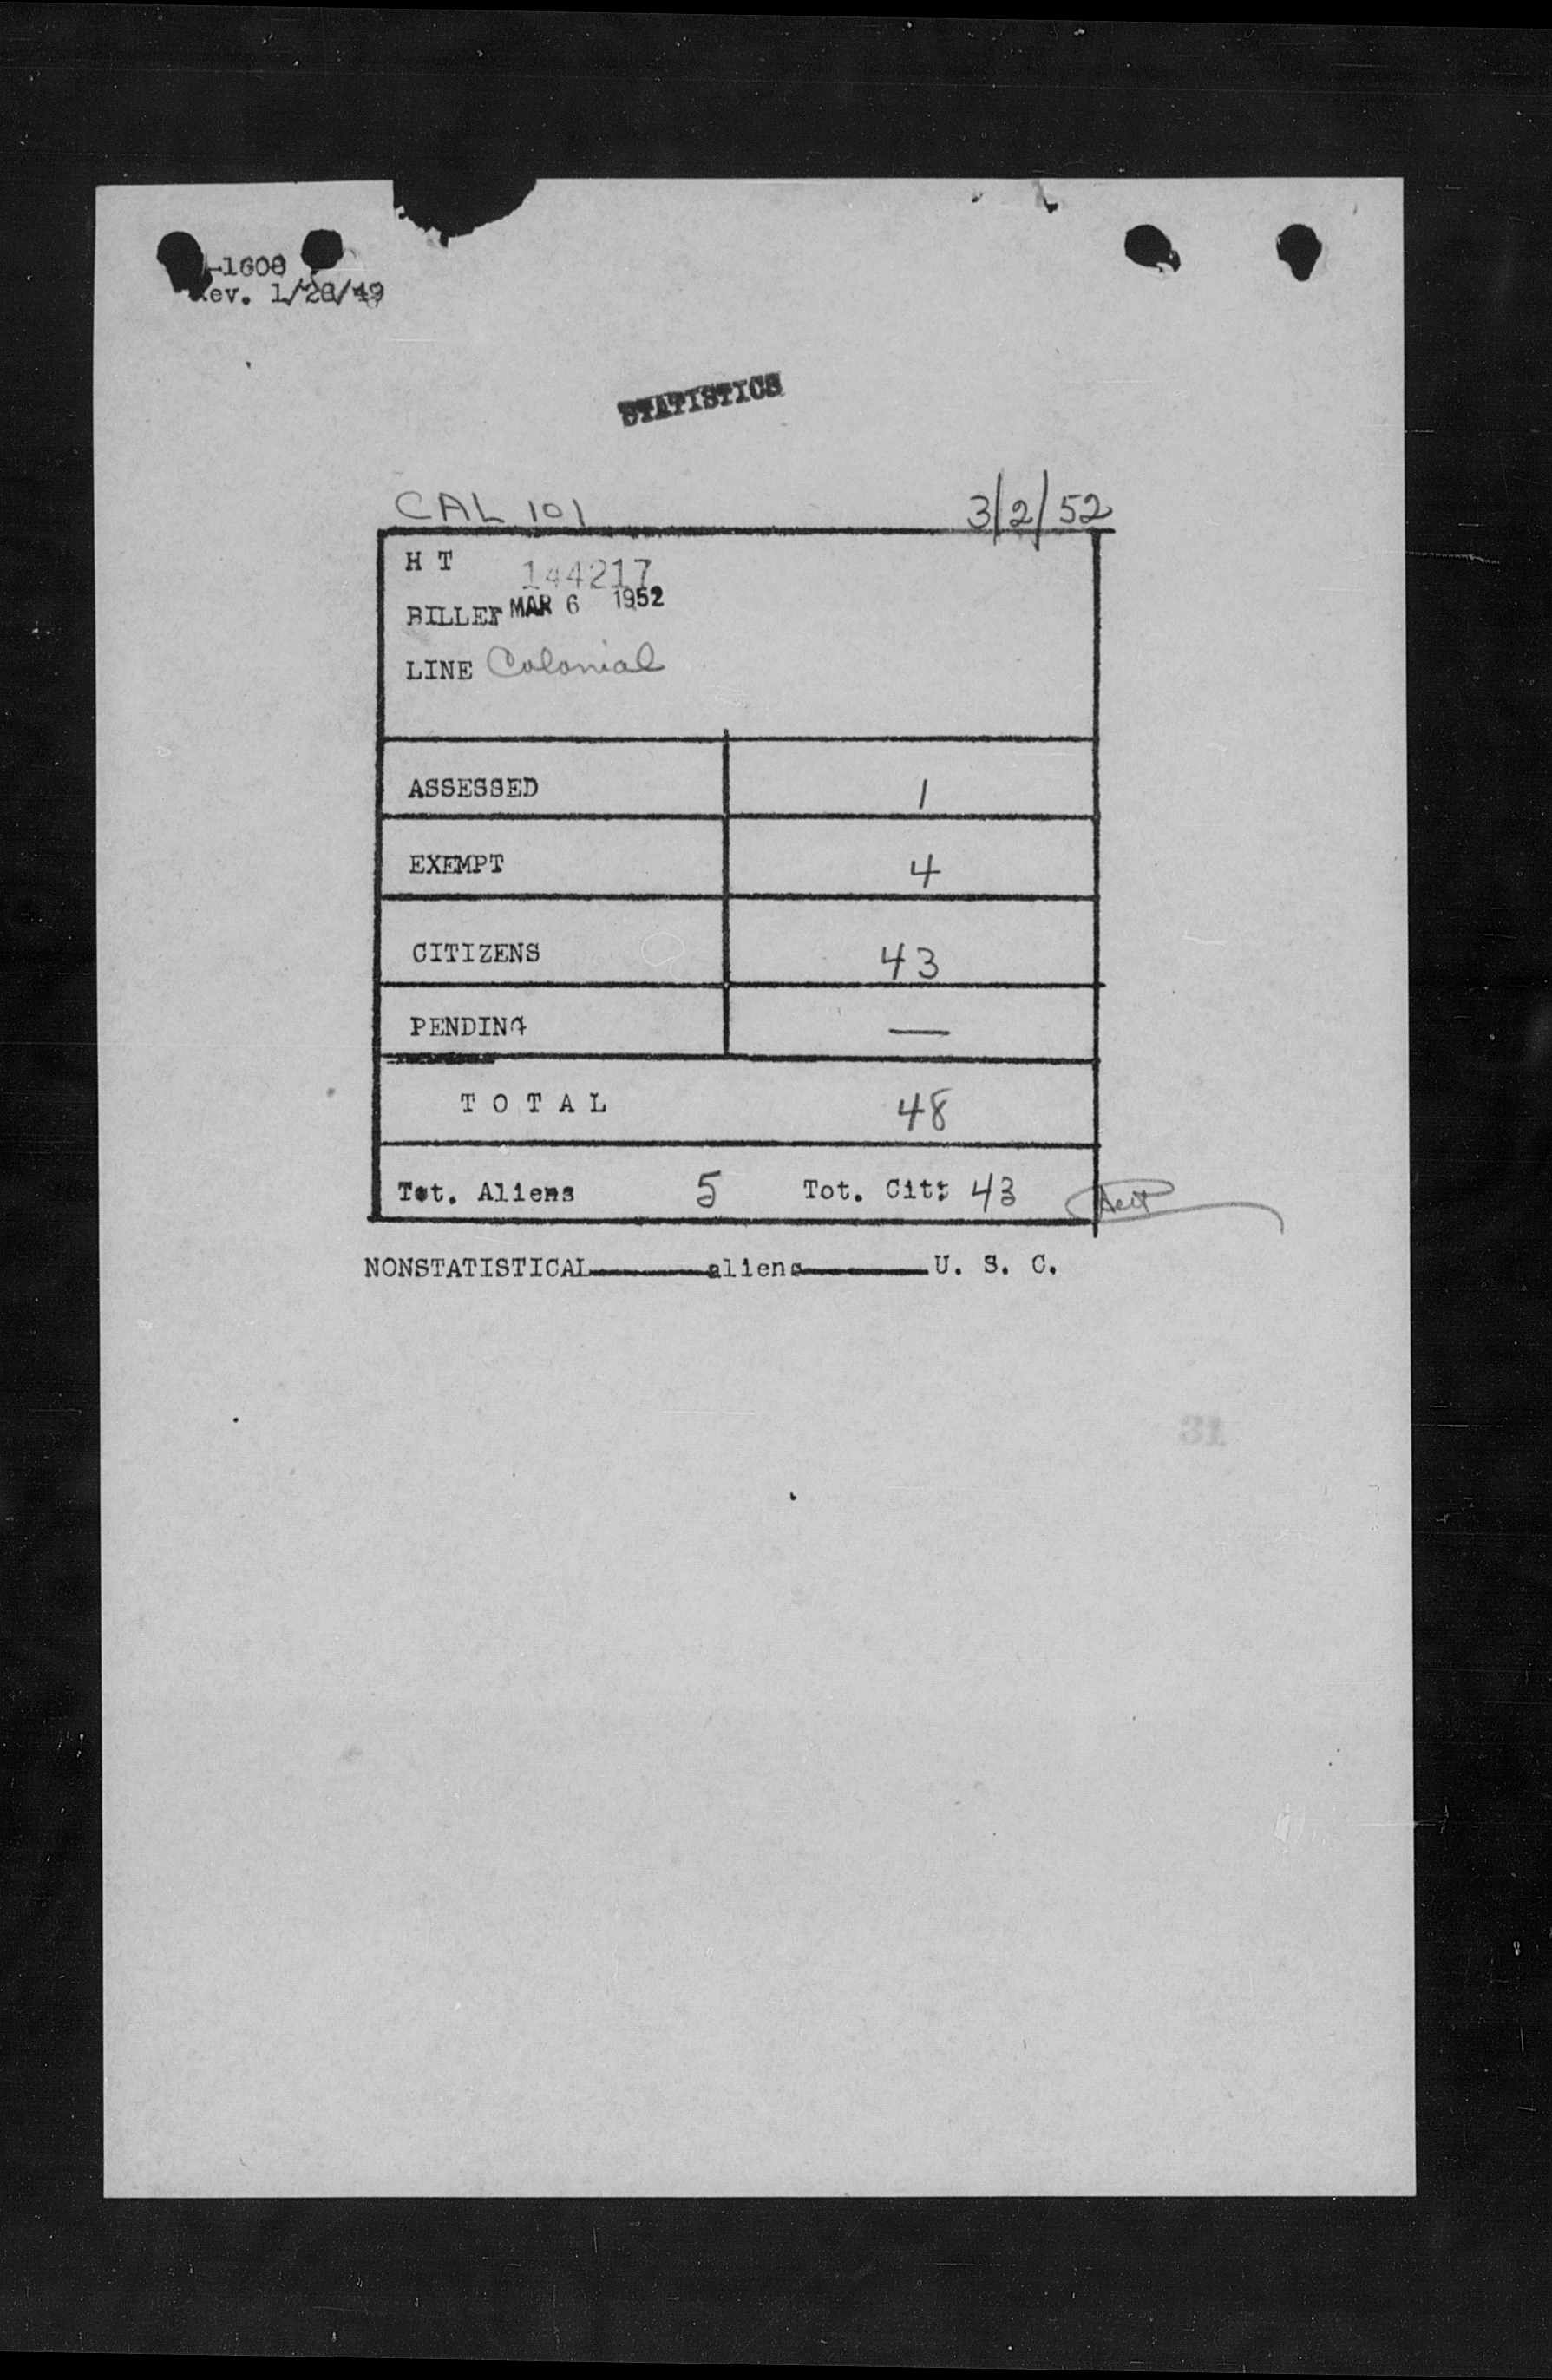 -1608
Rev. 1/28/49
STATISTICS
CAL 101 3/2/52
H T 144217
BILLET MAR 6 1952
LINE Colonial
ASSESSED 1
EXEMPT 4
CITIZENS 43
PENDING —
T O T A L 48
Tot. Aliens 5 Tot. Cit: 43
NONSTATISTICAL aliens U. S. C.
31